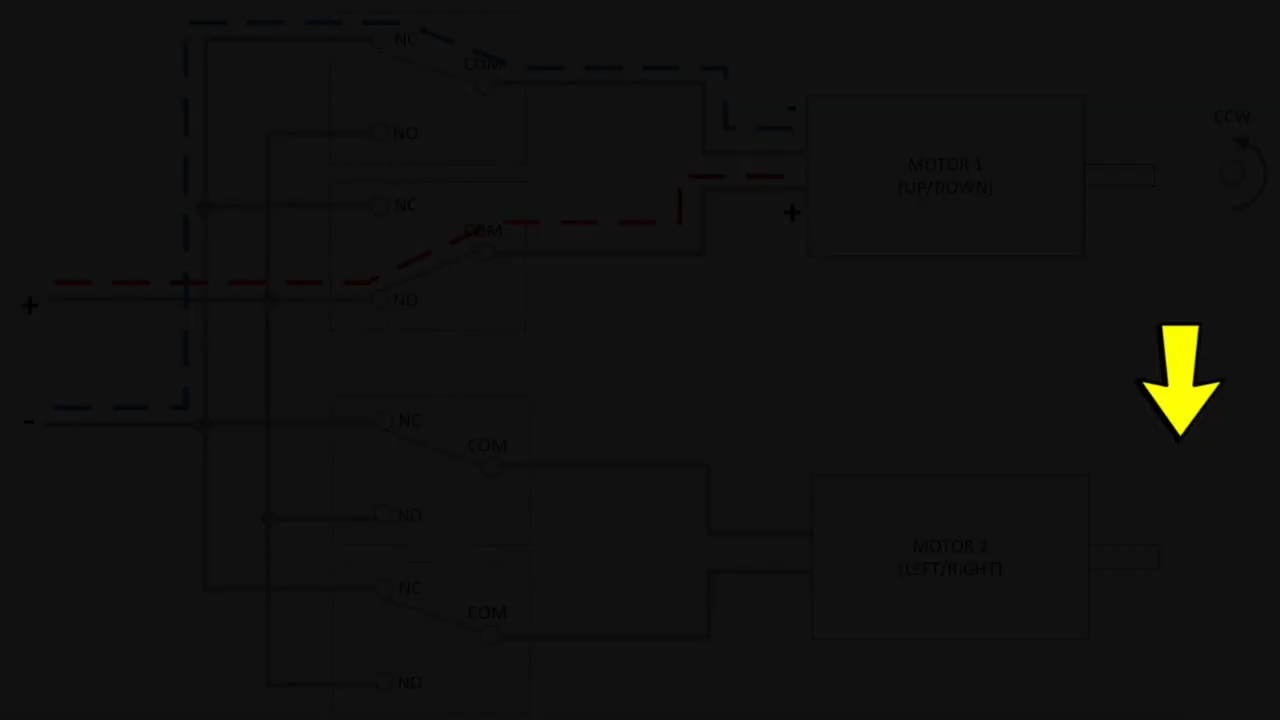 NC
COM
NO
-
CCW
MOTOR 1
(UP/DOWN)
NC
COM
+
NO
+
-
NC
COM
NO
MOTOR 2
(LEFT/RIGHT)
NC
COM
NO